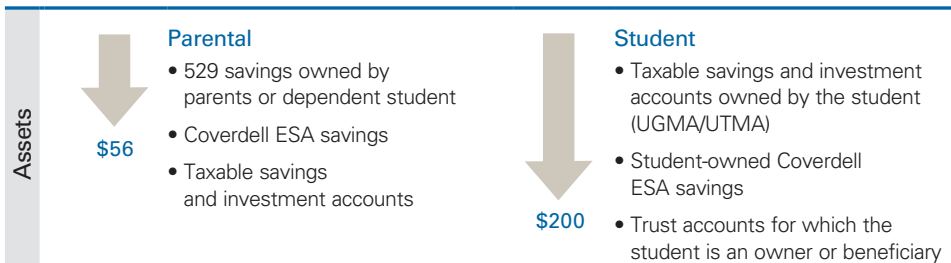 Assets
Parental
• 529 savings owned by
parents or dependent student
• Coverdell ESA savings
• Taxable savings
and investment accounts
$56
Student
• Taxable savings and investment
accounts owned by the student
(UGMA/UTMA)
• Student-owned Coverdell
ESA savings
• Trust accounts for which the
student is an owner or beneficiary
$200